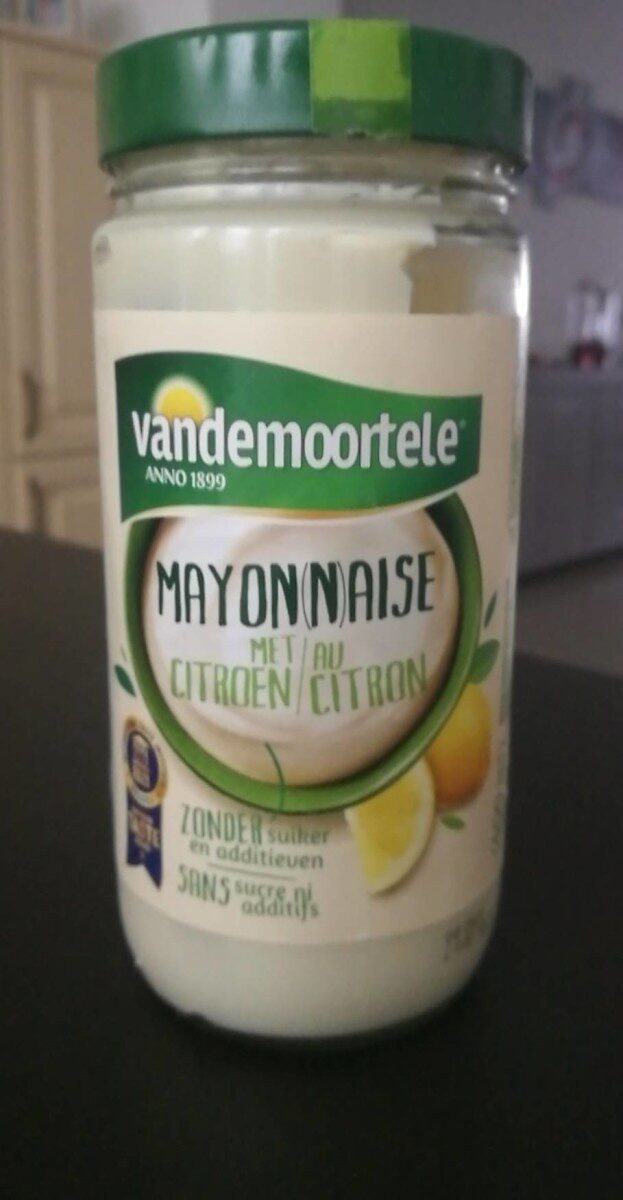 vandemoortele
ANNO 1899
MAYON(N)AISE
MET / AU
CITROEN / CITRON
ZONDER suiker
en additieven
SANS sucre ni
additifs